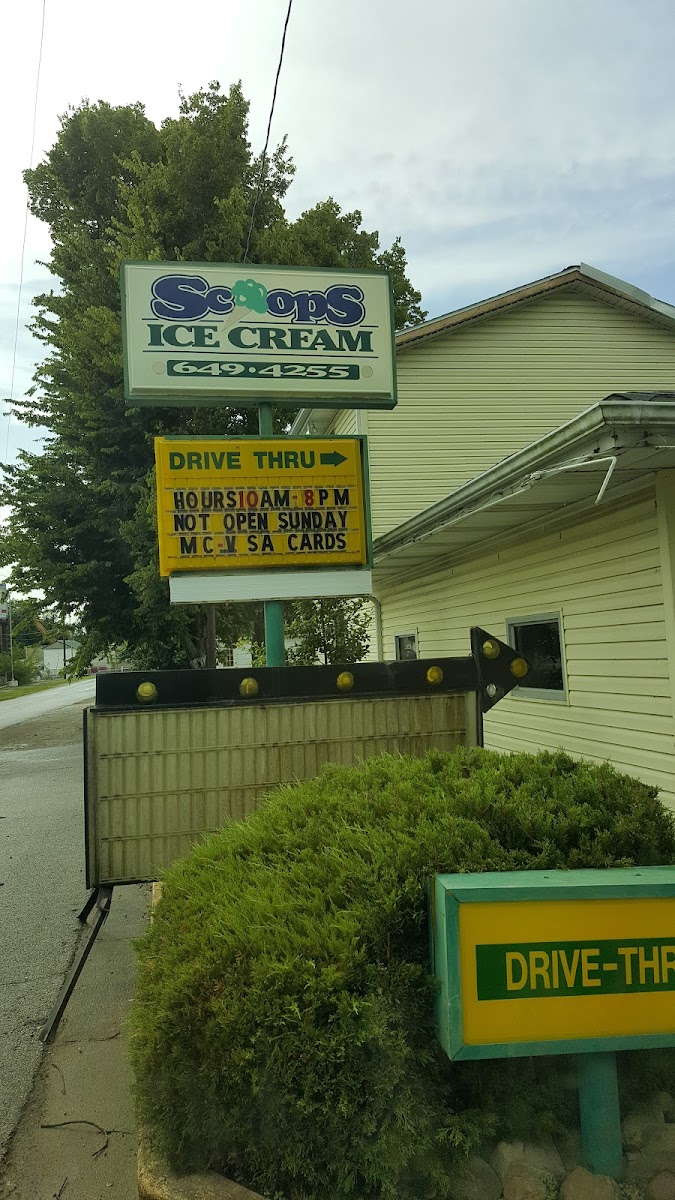 Scoops
ICE CREAM
649·4255
DRIVE THRU
HOURS 10 AM-8 PM
NOT OPEN SUNDAY
MC-V SA CARDS
DRIVE-THR